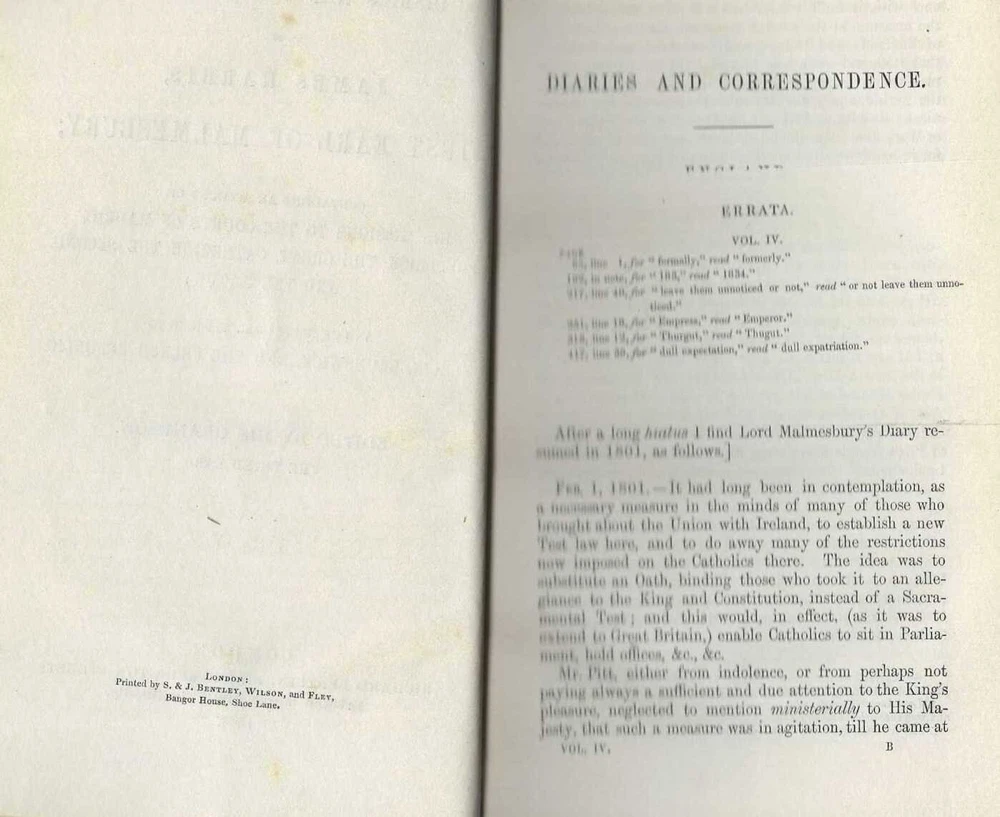 LONDON:
Printed by S. & J. BENTLEY, WILSON, and FLEY,
Bangor House, Shoe Lane.
DIARIES AND CORRESPONDENCE.
ERRATA.
VOL. IV.
line 1, for "formally," read "formerly."
in note, for "183," read "1834."
line 40, for "leave them unnoticed or not," read "or not leave them unno-
ticed."
line 18, for "Empress," read "Emperor."
line 12, for "Thurgut," read "Thugut."
417, line 30, for "dull expectation," read "dull expatriation."
After a long hiatus I find Lord Malmesbury's Diary re-
sumed in 1801, as follows.]
FEB. 1, 1801.—It had long been in contemplation, as
a necessary measure in the minds of many of those who
brought about the Union with Ireland, to establish a new
Test law here, and to do away many of the restrictions
now imposed on the Catholics there. The idea was to
substitute an Oath, binding those who took it to an alle-
giance to the King and Constitution, instead of a Sacra-
mental Test; and this would, in effect, (as it was to
extend to Great Britain,) enable Catholics to sit in Parlia-
ment, hold offices, &c., &c.
Mr. Pitt, either from indolence, or from perhaps not
paying always a sufficient and due attention to the King's
pleasure, neglected to mention ministerially to His Ma-
jesty, that such a measure was in agitation, till he came at
VOL. IV. B